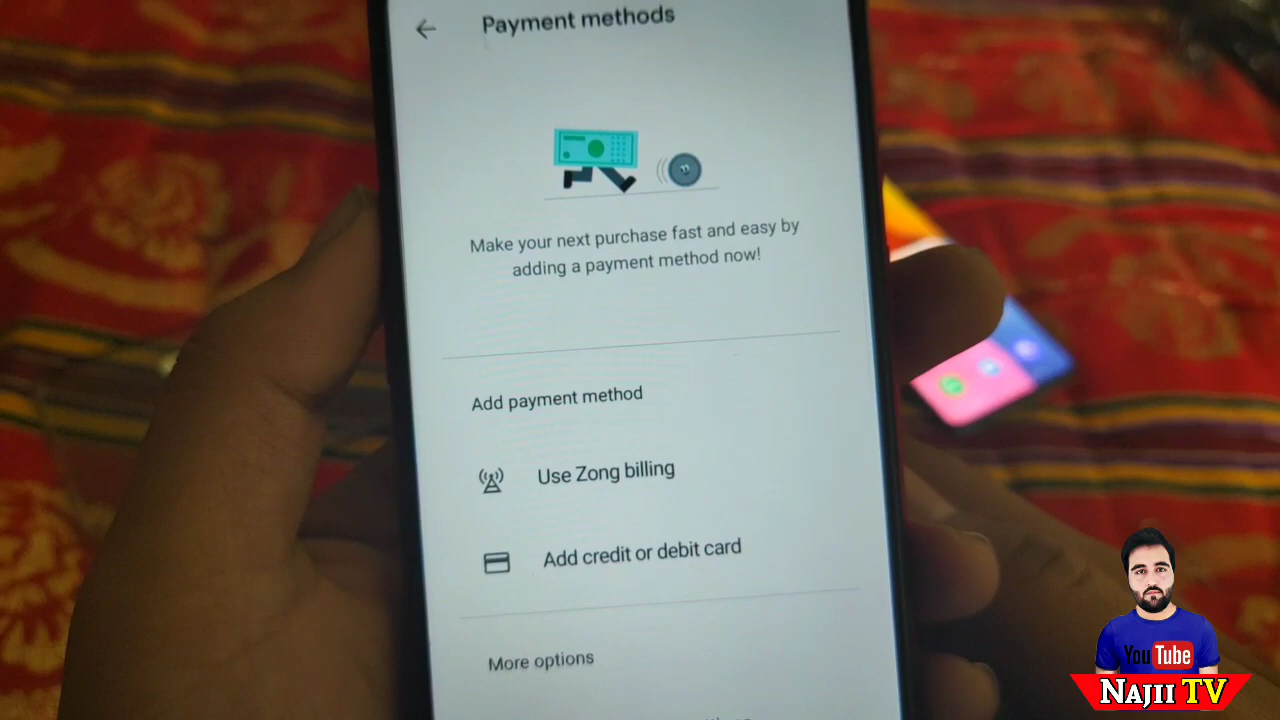 Payment methods
Make your next purchase fast and easy by
adding a payment method now!
Add payment method
Use Zong billing
Add credit or debit card
More options
YouTube
NAJII TV